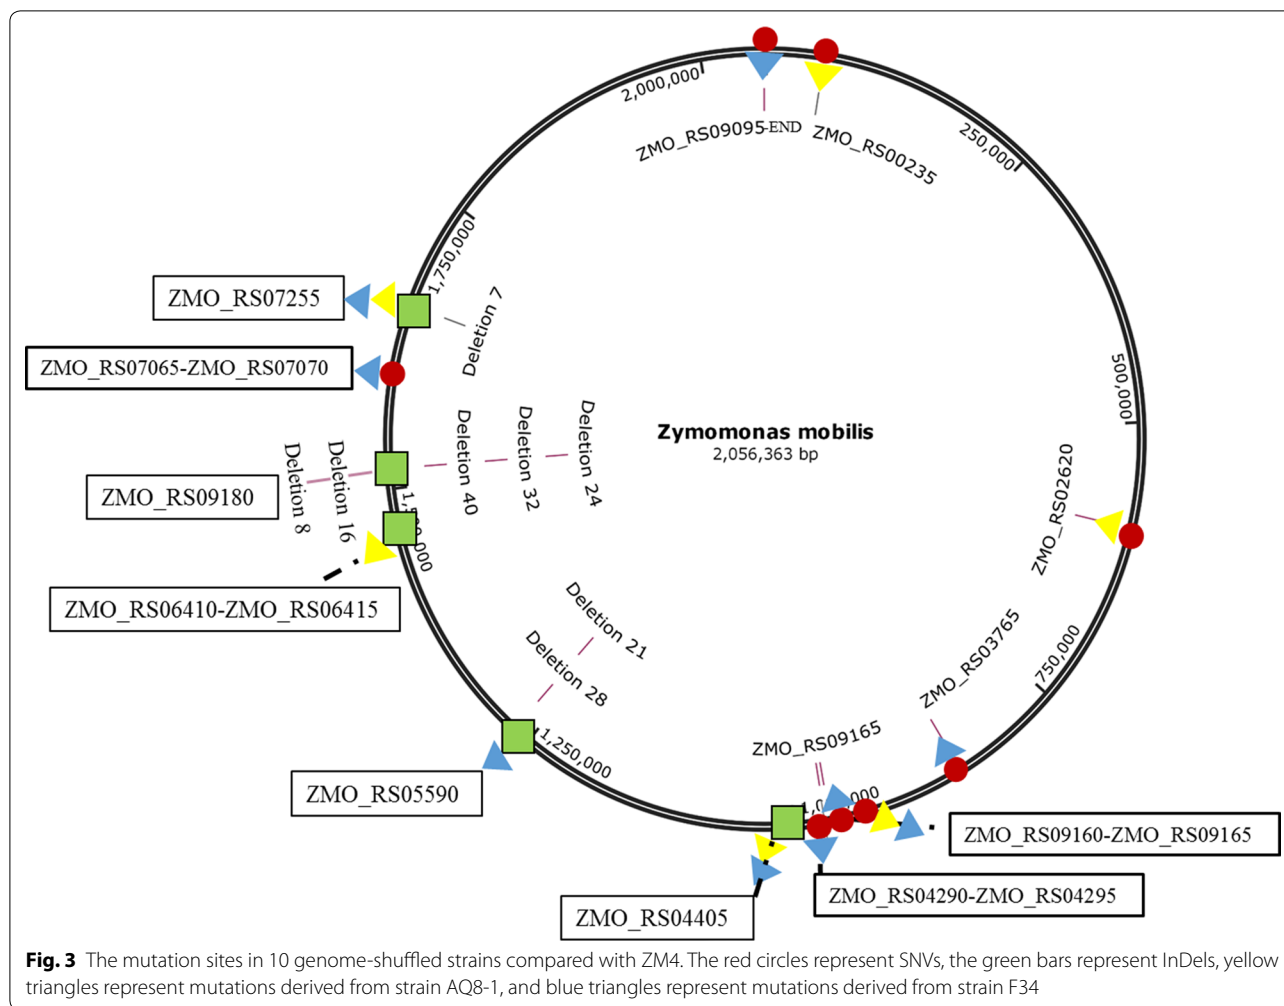 2,000,000
ZMO_RS09095-END
ZMO_RS00235
250,000
1,750,000
ZMO_RS07255
Deletion 7
ZMO_RS07065-ZMO_RS07070
500,000
Zymomonas mobilis
2,056,363 bp
Deletion 8
Deletion 16
Deletion 40
Deletion 32
Deletion 24
ZMO_RS09180
ZMO_RS02620
ZMO_RS06410-ZMO_RS06415
Deletion 21
Deletion 28
ZMO_RS03765
750,000
ZMO_RS09165
1,250,000
ZMO_RS05590
ZMO_RS09160-ZMO_RS09165
ZMO_RS04290-ZMO_RS04295
ZMO_RS04405
Fig. 3 The mutation sites in 10 genome-shuffled strains compared with ZM4. The red circles represent SNVs, the green bars represent InDels, yellow
triangles represent mutations derived from strain AQ8-1, and blue triangles represent mutations derived from strain F34